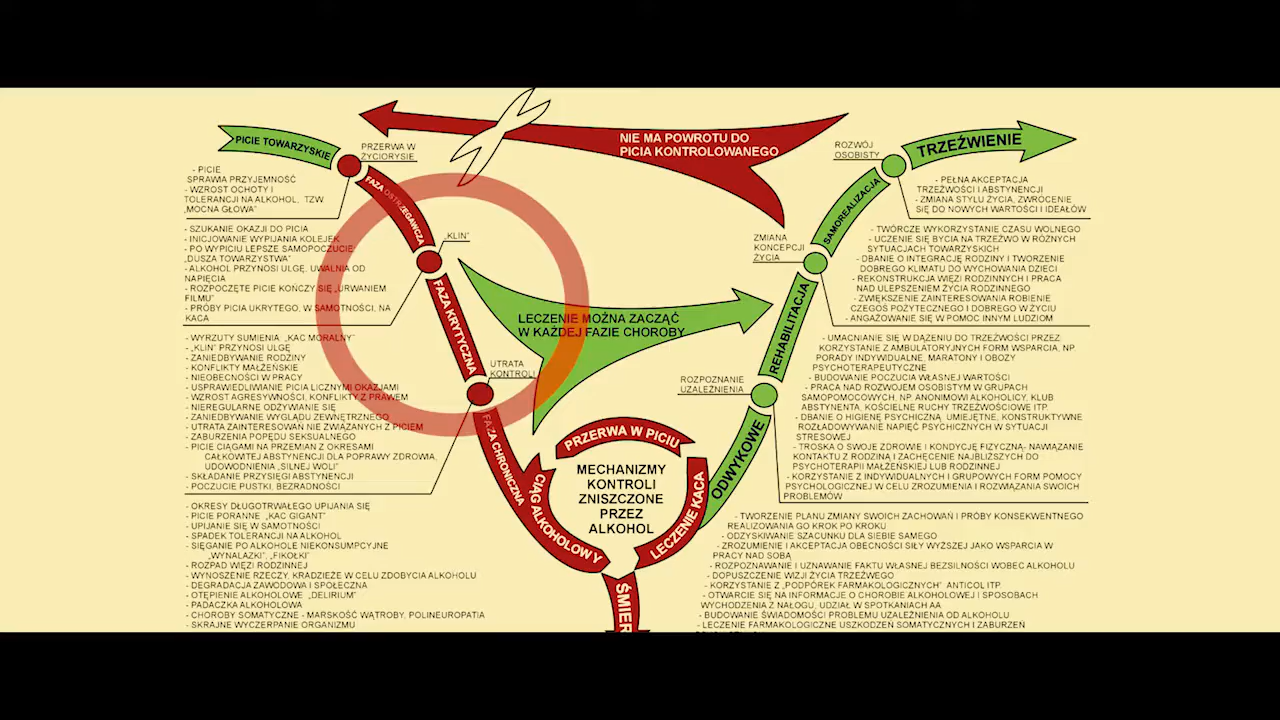 PICIE TOWARZYSKIE
PRZERWA W
ŻYCIORYSIE
- PICIE
SPRAWIA PRZYJEMNOŚĆ
- WZROST OCHOTY I
TOLERANCJI NA ALKOHOL, TZW
„MOCNA GŁOWA”
FAZA OSTRZEGAWCZA
- SZUKANIE OKAZJI DO PICIA
- INICJOWANIE WYPIJANIA KOLEJEK
- PO WYPICIU LEPSZE SAMOPOCZUCIE
„DUSZA TOWARZYSTWA”
- ALKOHOL PRZYNOSI ULGĘ, UWALNIA OD
NAPIĘCIA
- ROZPOCZĘTE PICIE KOŃCZY SIĘ „URWANIEM
FILMU”
- PRÓBY PICIA UKRYTEGO, W SAMOTNOŚCI, NA
KACA
„KLIN”
FAZA KRYTYCZNA
- WYRZUTY SUMIENIA „KAC MORALNY”
- „KLIN” PRZYNOSI ULGĘ
- ZANIEDBYWANIE RODZINY
- KONFLIKTY MAŁŻEŃSKIE
- NIEOBECNOŚCI W PRACY
- USPRAWIEDLIWIANIE PICIA LICZNYMI OKAZJAMI
- WZROST AGRESYWNOŚCI, KONFLIKTY Z PRAWEM
- NIEREGULARNE ODŻYWIANIE SIĘ
- ZANIEDBYWANIE WYGLĄDU ZEWNĘTRZNEGO
- UTRATA ZAINTERESOWAŃ NIE ZWIĄZANYCH Z PICIEM
- ZABURZENIA POPĘDU SEKSUALNEGO
- PICIE CIĄGAMI NA PRZEMIAN Z OKRESAMI
CAŁKOWITEJ ABSTYNENCJI DLA POPRAWY ZDROWIA,
UDOWODNIENIA „SILNEJ WOLI”
- SKŁADANIE PRZYSIĘGI ABSTYNENCJI
- POCZUCIE PUSTKI, BEZRADNOŚCI
UTRATA
KONTROLI
FAZA CHRONICZNA
- OKRESY DŁUGOTRWAŁEGO UPIJANIA SIĘ
- PICIE PORANNE „KAC GIGANT”
- UPIJANIE SIĘ W SAMOTNOŚCI
- SPADEK TOLERANCJI NA ALKOHOL
- SIĘGANIE PO ALKOHOLE NIEKONSUMPCYJNE
„WYNALAZKI”, „FIKOŁKI”
- ROZPAD WIĘZI RODZINNEJ
- WYNOSZENIE RZECZY, KRADZIEŻE W CELU ZDOBYCIA ALKOHOLU
- DEGRADACJA ZAWODOWA I SPOŁECZNA
- OTĘPIENIE ALKOHOLOWE „DELIRIUM”
- PADACZKA ALKOHOLOWA
- CHOROBY SOMATYCZNE - MARSKOŚĆ WĄTROBY, POLINEUROPATIA
- SKRAJNE WYCZERPANIE ORGANIZMU
NIE MA POWROTU DO
PICIA KONTROLOWANEGO
LECZENIE MOŻNA ZACZĄĆ
W KAŻDEJ FAZIE CHOROBY
PRZERWA W PICIU
MECHANIZMY
KONTROLI
ZNISZCZONE
PRZEZ
ALKOHOL
CIĄG ALKOHOLOWY
LECZENIE KACA
ŚMIER
TRZEŹWIENIE
ROZWÓJ
OSOBISTY
- PEŁNA AKCEPTACJA
TRZEŹWOŚCI I ABSTYNENCJI
- ZMIANA STYLU ŻYCIA, ZWRÓCENIE
SIĘ DO NOWYCH WARTOŚCI I IDEAŁÓW
SAMOREALIZACJA
ZMIANA
KONCEPCJI
ŻYCIA
- TWÓRCZE WYKORZYSTANIE CZASU WOLNEGO
- UCZENIE SIĘ BYCIA NA TRZEŹWO W RÓŻNYCH
SYTUACJACH TOWARZYSKICH
- DBANIE O INTEGRACJĘ RODZINY I TWORZENIE
DOBREGO KLIMATU DO WYCHOWANIA DZIECI
- REKONSTRUKCJA WIĘZI RODZINNYCH I PRACA
NAD ULEPSZENIEM ŻYCIA RODZINNEGO
- ZWIĘKSZENIE ZAINTERESOWANIA ROBIENIE
CZEGOŚ POŻYTECZNEGO I DOBREGO W ŻYCIU
- ANGAŻOWANIE SIĘ W POMOC INNYM LUDZIOM
REHABILITACJA
- UMACNIANIE SIĘ W DĄŻENIU DO TRZEŹWOŚCI PRZEZ
KORZYSTANIE Z AMBULATORYJNYCH FORM WSPARCIA, NP.
PORADY INDYWIDUALNE, MARATONY I OBOZY
PSYCHOTERAPEUTYCZNE
- BUDOWANIE POCZUCIA WŁASNEJ WARTOŚCI
- PRACA NAD ROZWOJEM OSOBISTYM W GRUPACH
SAMOPOMOCOWYCH, NP. ANONIMOWI ALKOHOLICY, KLUB
ABSTYNENTA, KOŚCIELNE RUCHY TRZEŹWOŚCIOWE ITP.
- DBANIE O HIGIENĘ PSYCHICZNĄ, UMIEJĘTNE, KONSTRUKTYWNE
ROZŁADOWYWANIE NAPIĘĆ PSYCHICZNYCH W SYTUACJI
STRESOWEJ
- TROSKA O SWOJE ZDROWIE I KONDYCJĘ FIZYCZNĄ- NAWIĄZANIE
KONTAKTU Z RODZINĄ I ZACHĘCENIE NAJBLIŻSZYCH DO
PSYCHOTERAPII MAŁŻEŃSKIEJ LUB RODZINNEJ
- KORZYSTANIE Z INDYWIDUALNYCH I GRUPOWYCH FORM POMOCY
PSYCHOLOGICZNEJ W CELU ZROZUMIENIA I ROZWIĄZANIA SWOICH
PROBLEMÓW
ROZPOZNANIE
UZALEŻNIENIA
ODWYKOWE
- TWORZENIE PLANU ZMIANY SWOICH ZACHOWAŃ I PRÓBY KONSEKWENTNEGO
REALIZOWANIA GO KROK PO KROKU
- ODZYSKIWANIE SZACUNKU DLA SIEBIE SAMEGO
- ZROZUMIENIE I AKCEPTACJA OBECNOŚCI SIŁY WYŻSZEJ JAKO WSPARCIA W
PRACY NAD SOBĄ
- ROZPOZNAWANIE I UZNAWANIE FAKTU WŁASNEJ BEZSILNOŚCI WOBEC ALKOHOLU
- DOPUSZCZENIE WIZJI ŻYCIA TRZEŹWEGO
- KORZYSTANIE Z „PODPÓREK FARMAKOLOGICZNYCH” ANTICOL ITP.
- OTWARCIE SIĘ NA INFORMACJE O CHOROBIE ALKOHOLOWEJ I SPOSOBACH
WYCHODZENIA Z NAŁOGU, UDZIAŁ W SPOTKANIACH AA
- BUDOWANIE ŚWIADOMOŚCI PROBLEMU UZALEŻNIENIA OD ALKOHOLU
- LECZENIE FARMAKOLOGICZNE USZKODZEŃ SOMATYCZNYCH I ZABURZEŃ